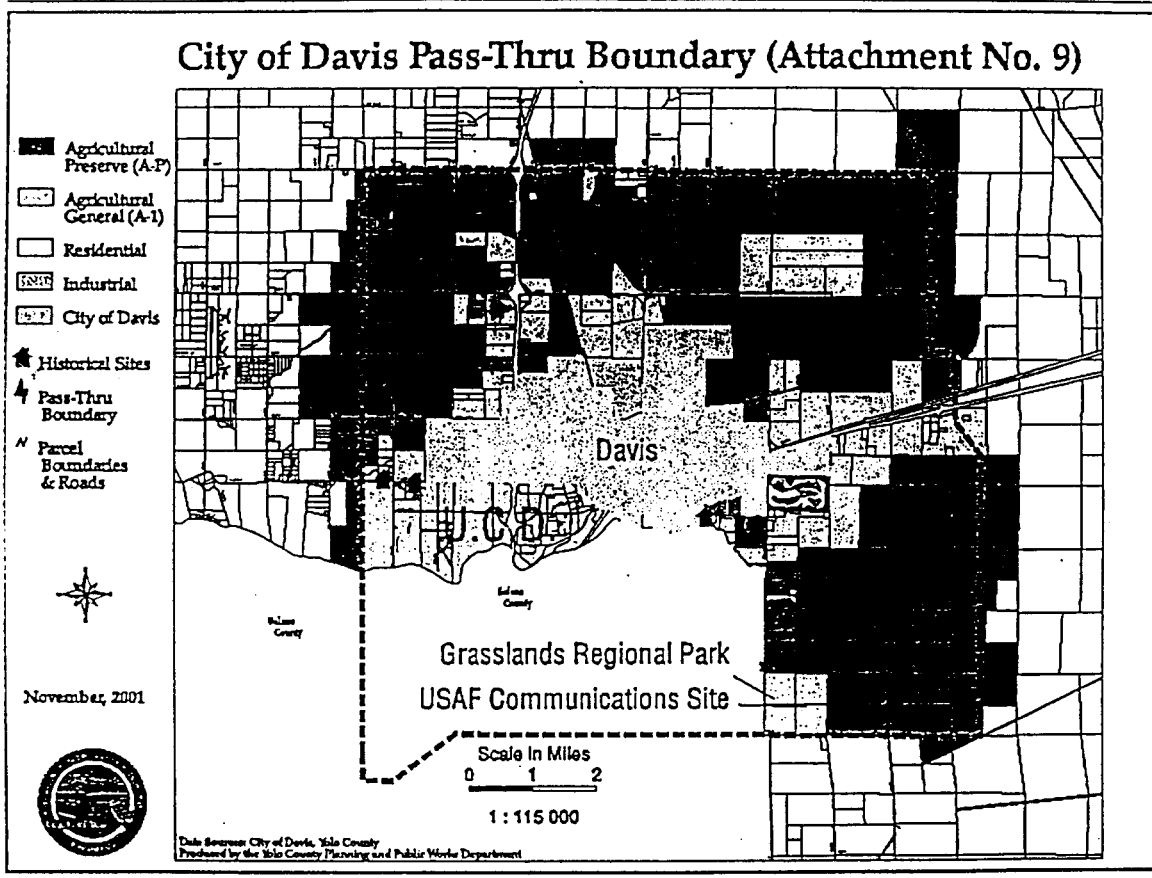 City of Davis Pass-Thru Boundary (Attachment No. 9)
Agricultural
Preserve (A-P)
Agricultural
General (A-1)
Residential
Industrial
City of Davis
Historical Sites
Pass-Thru
Boundary
Parcel
Boundaries
& Roads
November, 2001
Davis
U C D
Solano
County
Solano
County
Grasslands Regional Park
USAF Communications Site
Scale in Miles
0 1 2
1 : 115 000
Data Sources: City of Davis, Yolo County
Produced by the Yolo County Planning and Public Works Department